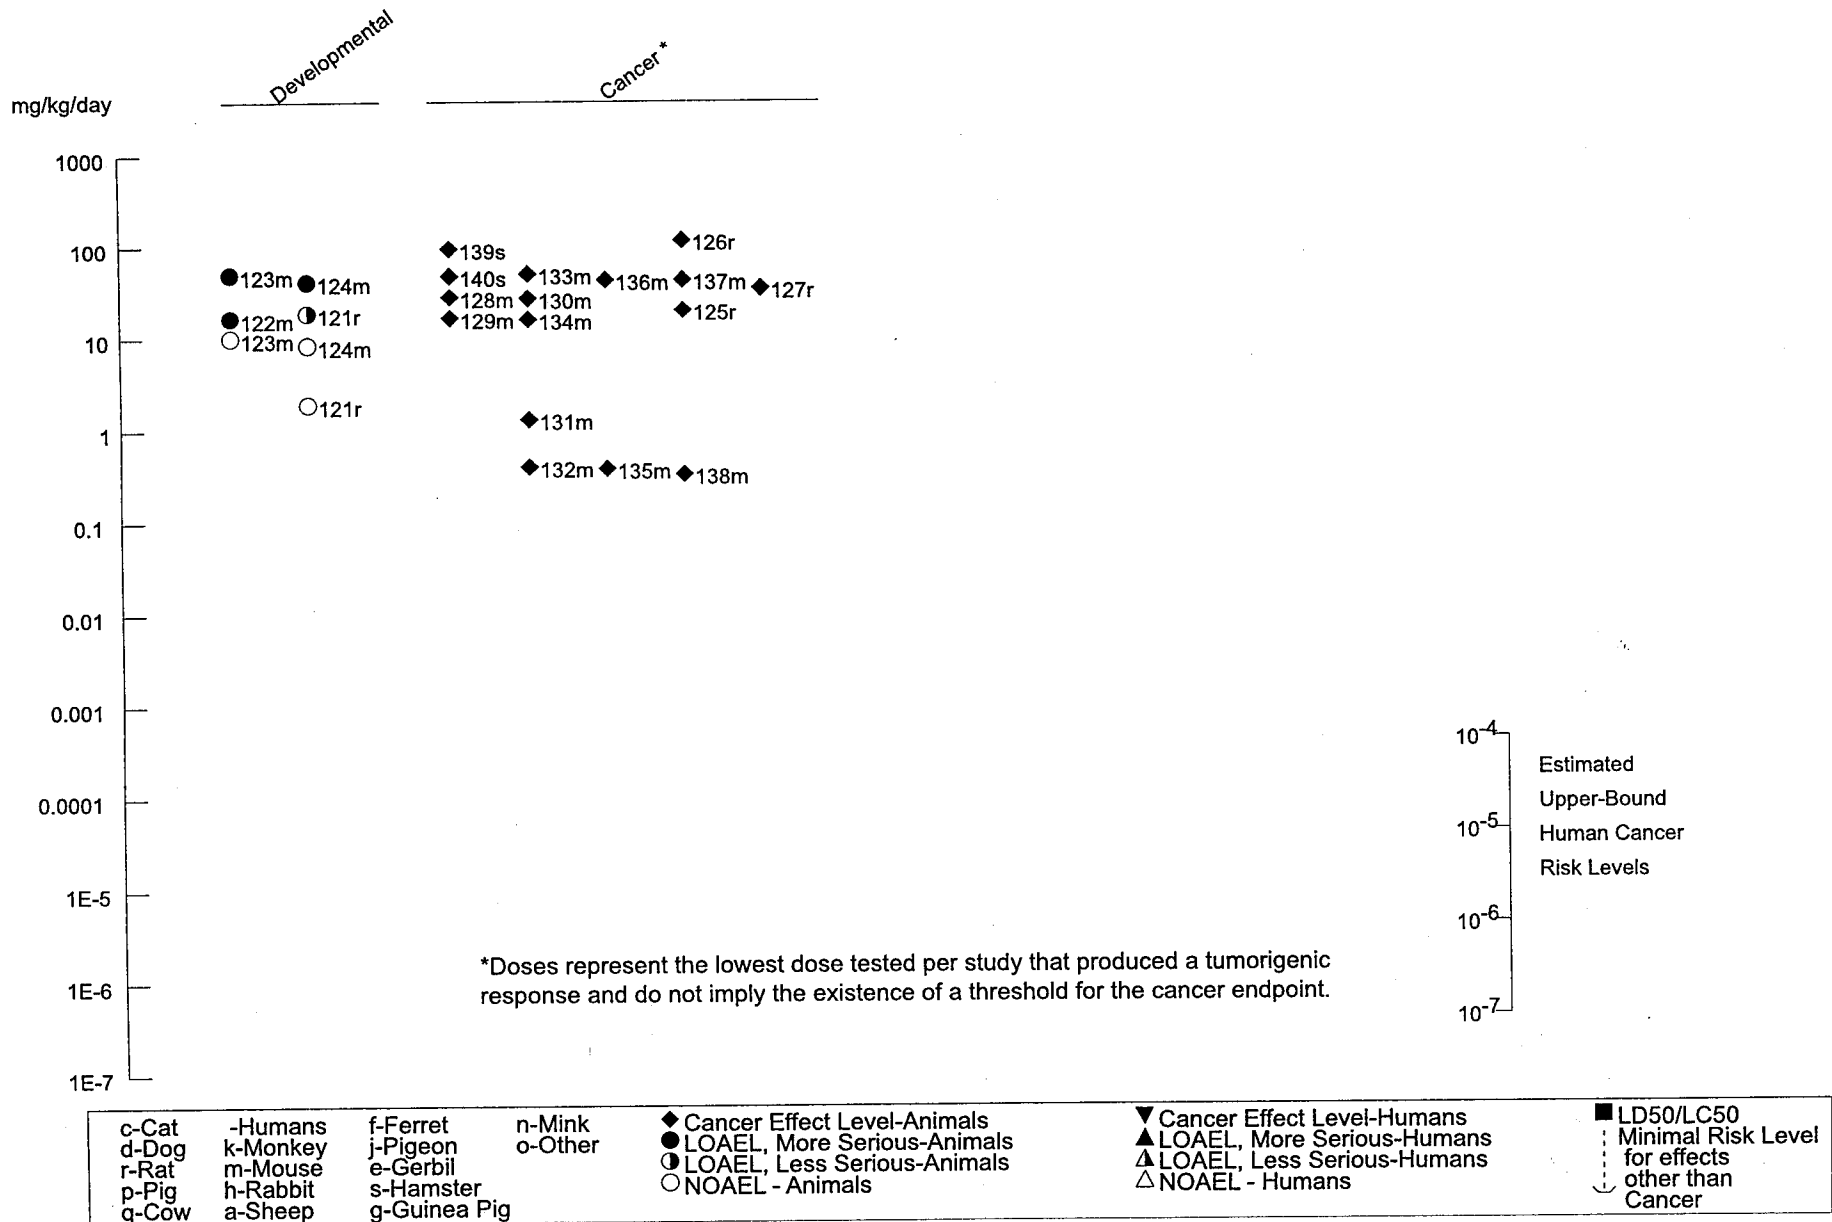 Developmental
Cancer *
mg/kg/day
1000
100
10
1
0.1
0.01
0.001
0.0001
1E-5
1E-6
1E-7
123m
124m
122m
121r
123m
124m
121r
139s
126r
140s
133m
136m
137m
127r
128m
130m
125r
129m
134m
131m
132m
135m
138m
10-4
10-5
10-6
10-7
Estimated
Upper-Bound
Human Cancer
Risk Levels
*Doses represent the lowest dose tested per study that produced a tumorigenic
response and do not imply the existence of a threshold for the cancer endpoint.
c-Cat
d-Dog
r-Rat
p-Pig
q-Cow
-Humans
k-Monkey
m-Mouse
h-Rabbit
a-Sheep
f-Ferret
j-Pigeon
e-Gerbil
s-Hamster
g-Guinea Pig
n-Mink
o-Other
Cancer Effect Level-Animals
LOAEL, More Serious-Animals
LOAEL, Less Serious-Animals
NOAEL - Animals
Cancer Effect Level-Humans
LOAEL, More Serious-Humans
LOAEL, Less Serious-Humans
NOAEL - Humans
LD50/LC50
Minimal Risk Level
for effects
other than
Cancer